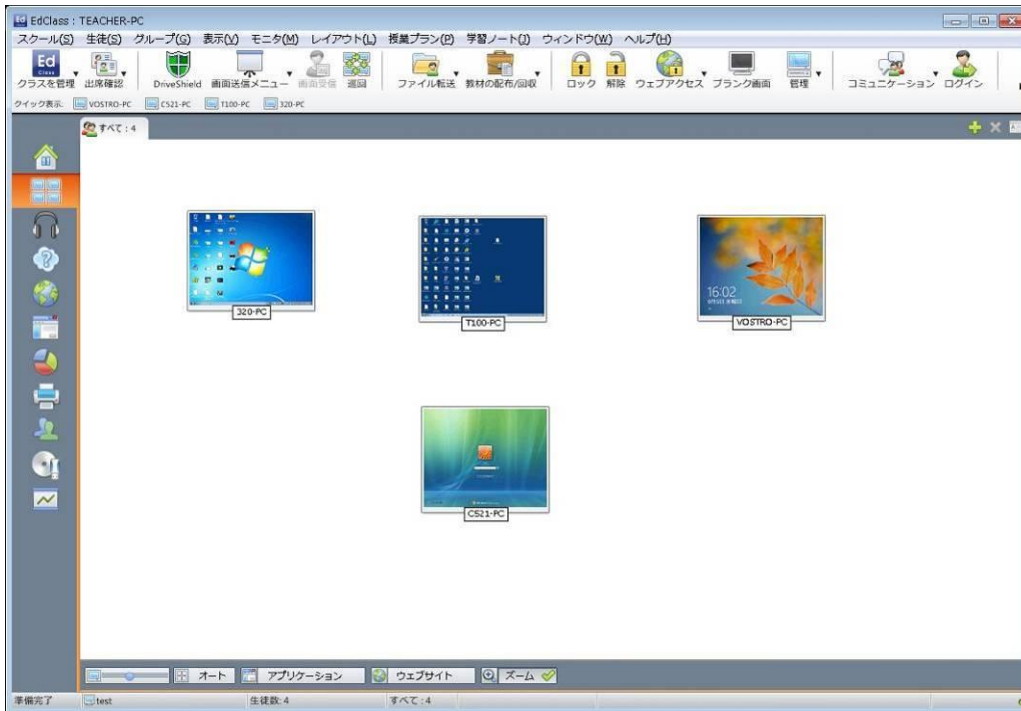 Ed EdClass : TEACHER-PC
スクール(S) 生徒(S) グループ(G) 表示(V) モニタ(M) レイアウト(L) 授業プラン(P) 学習ノート(J) ウィンドウ(W) ヘルプ(H)
Ed
Class
クラスを管理 出席確認 DriveShield 画面送信メニュー 画面受信 巡回 ファイル転送 教材の配布/回収 ロック 解除 ウェブアクセス ブランク画面 管理 コミュニケーション ログイン
クイック表示: VOSTRO-PC C521-PC T100-PC 320-PC
すべて : 4
16:02
320-PC
T100-PC
VOSTRO-PC
C521-PC
オート アプリケーション ウェブサイト ズーム
準備完了 test 生徒数: 4 すべて : 4